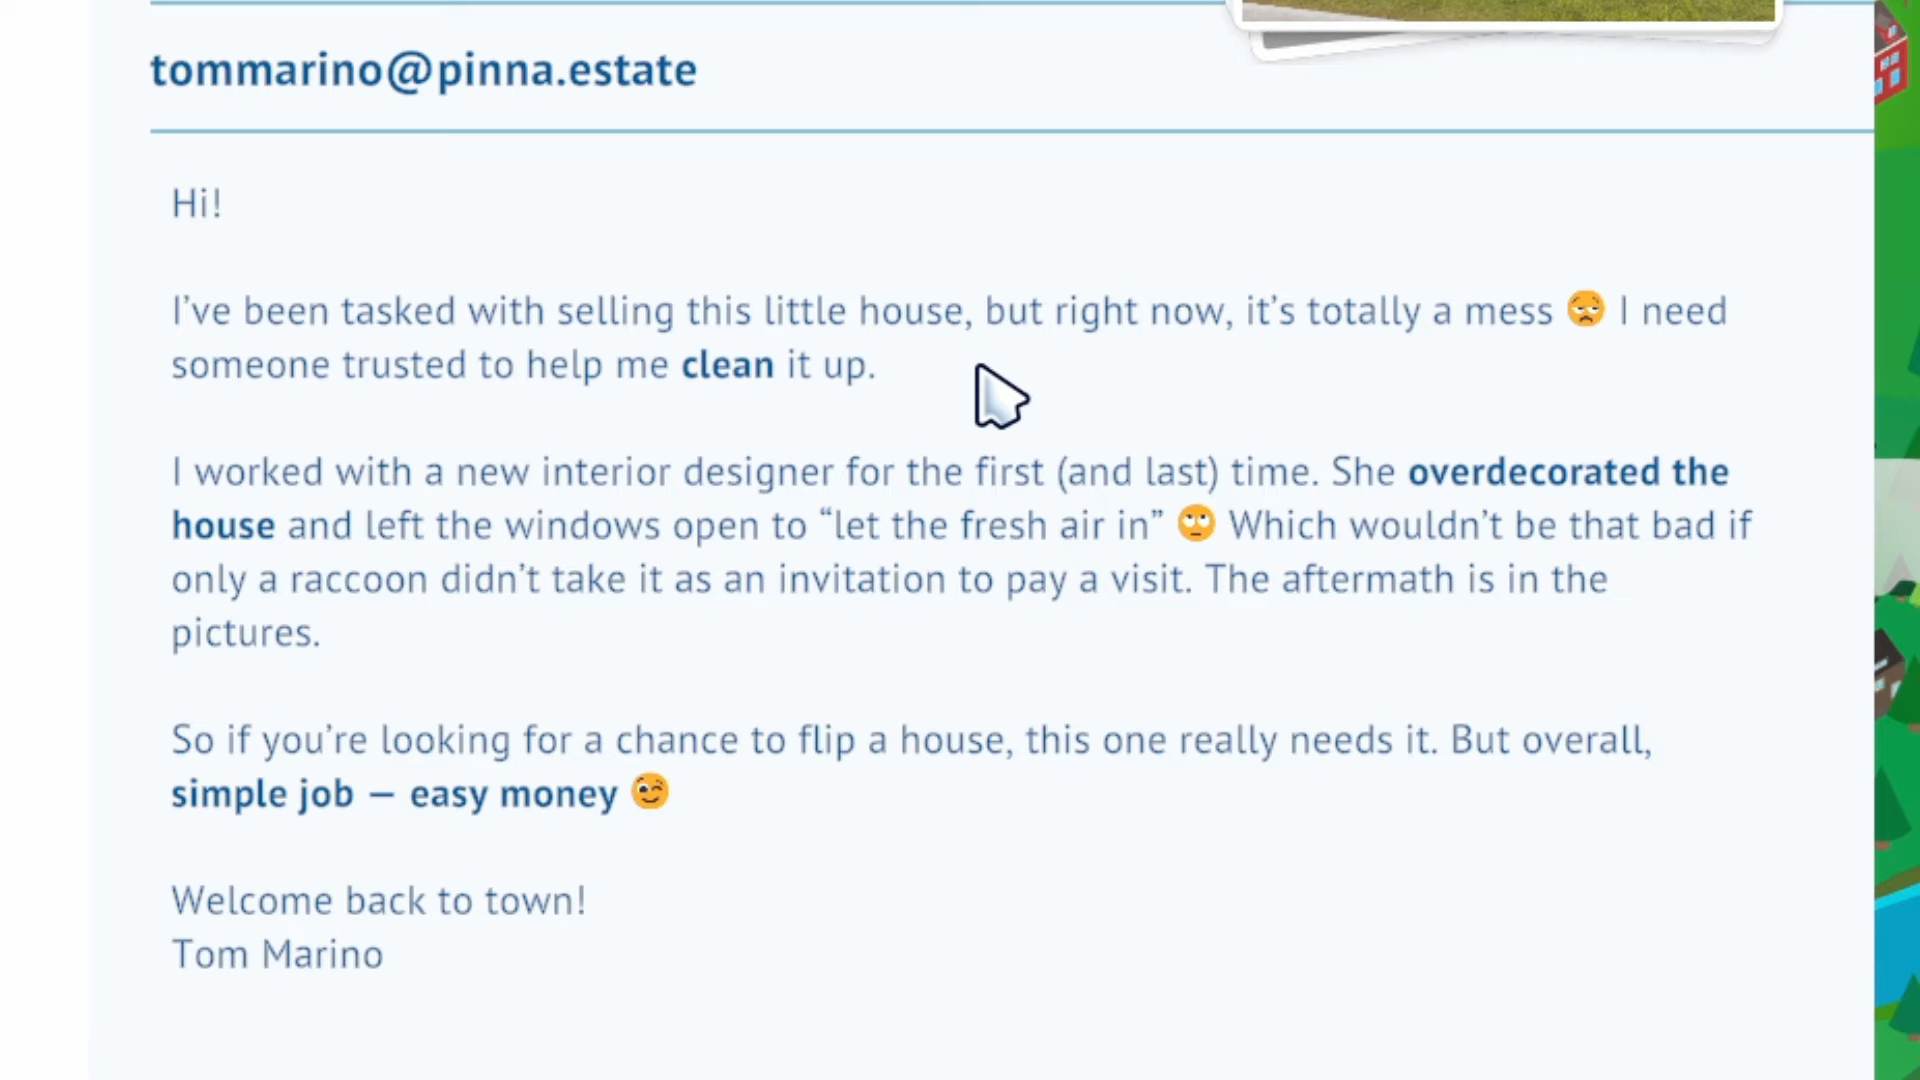 tommarino@pinna.estate
Hi!
I’ve been tasked with selling this little house, but right now, it’s totally a mess 😞 I need
someone trusted to help me clean it up.
I worked with a new interior designer for the first (and last) time. She overdecorated the
house and left the windows open to “let the fresh air in” 🙄 Which wouldn’t be that bad if
only a raccoon didn’t take it as an invitation to pay a visit. The aftermath is in the
pictures.
So if you’re looking for a chance to flip a house, this one really needs it. But overall,
simple job — easy money 😉
Welcome back to town!
Tom Marino